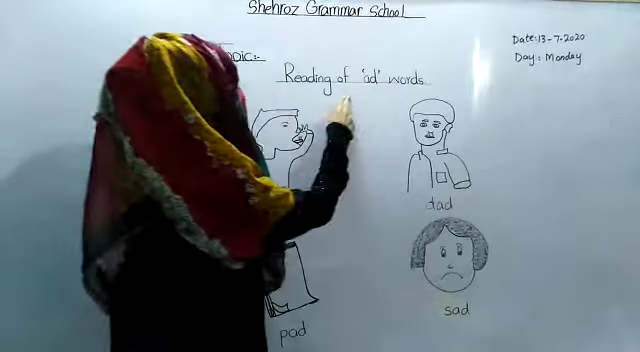 Shehroz Grammar School
Date:13-7-2020
Day: Monday
Reading of 'ad' words
dad
pad
sad